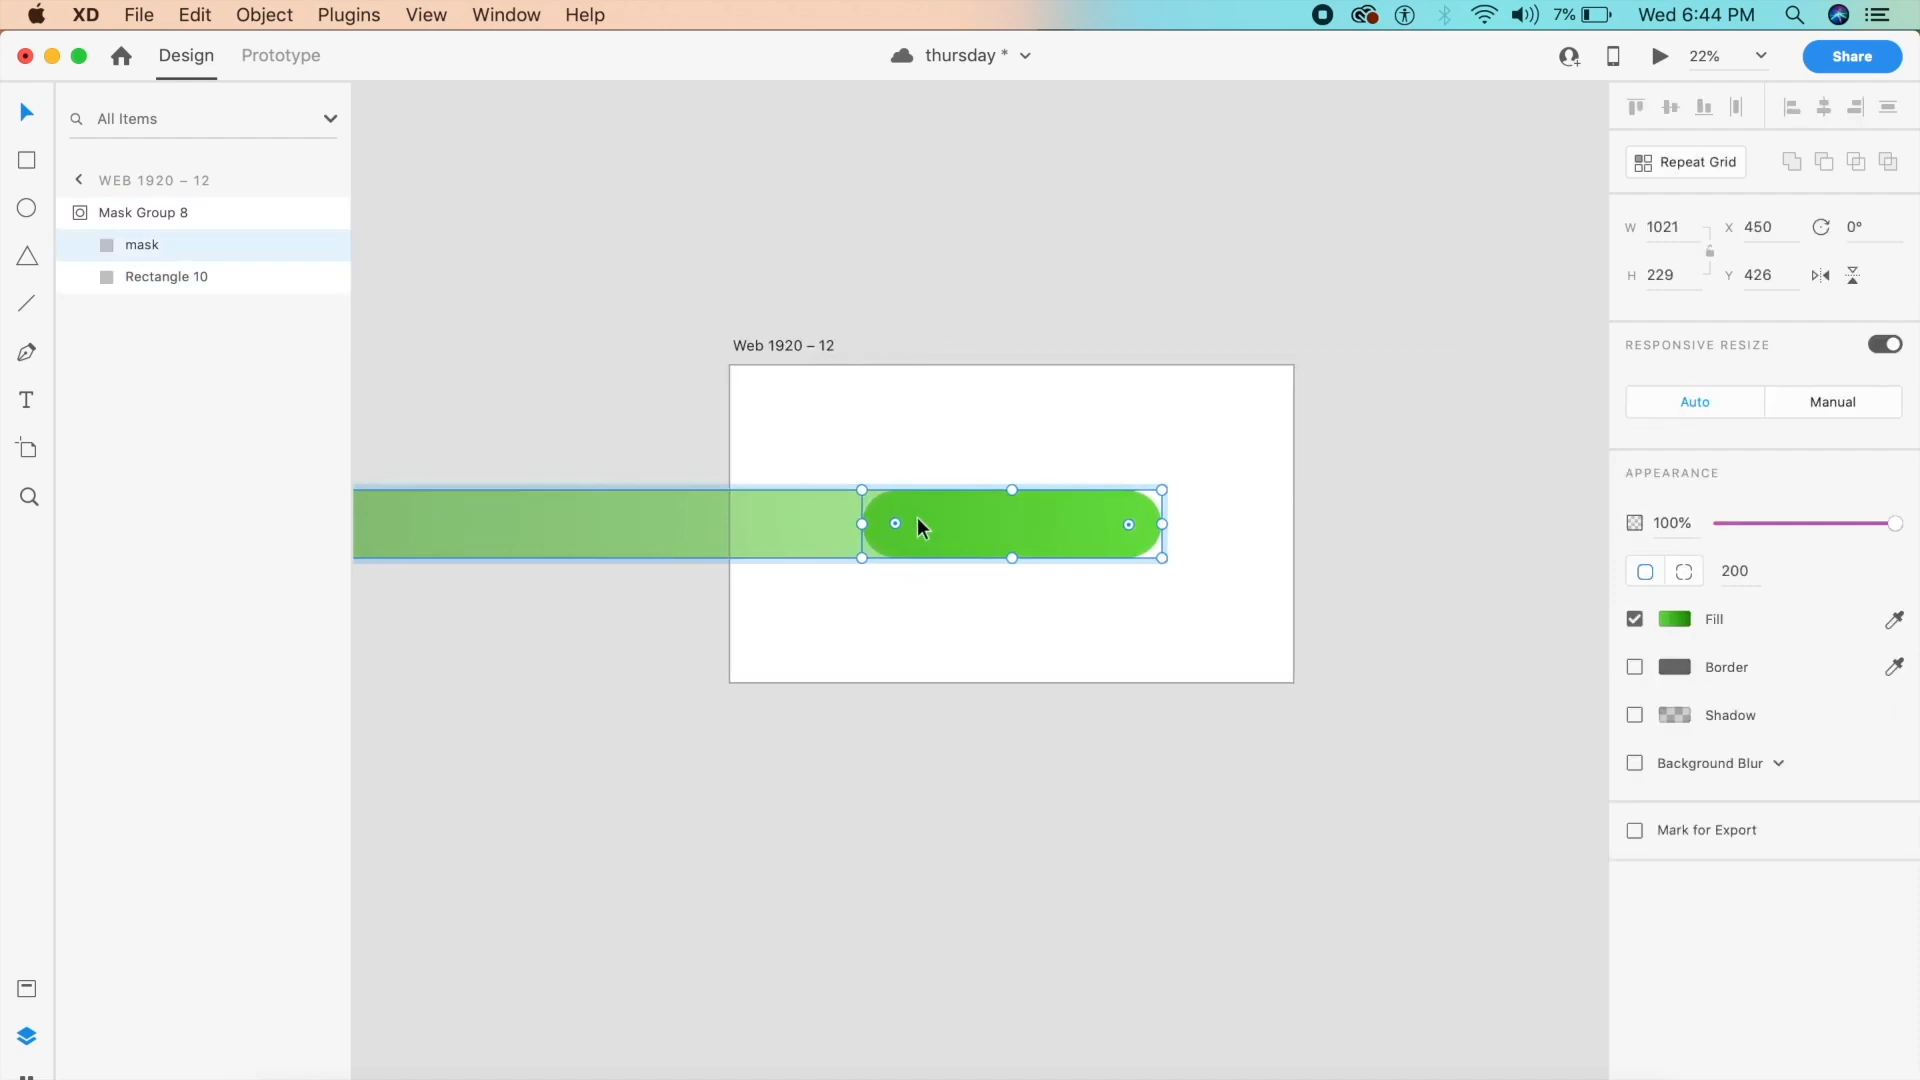 XD File Edit Object Plugins View Window Help 7% Wed 6:44 PM
Design Prototype thursday * 22% Share
All Items
WEB 1920 – 12
Mask Group 8
mask
Rectangle 10
Web 1920 – 12
Repeat Grid
W 1021 X 450 0°
H 229 Y 426
RESPONSIVE RESIZE
Auto Manual
APPEARANCE
100%
200
Fill
Border
Shadow
Background Blur
Mark for Export